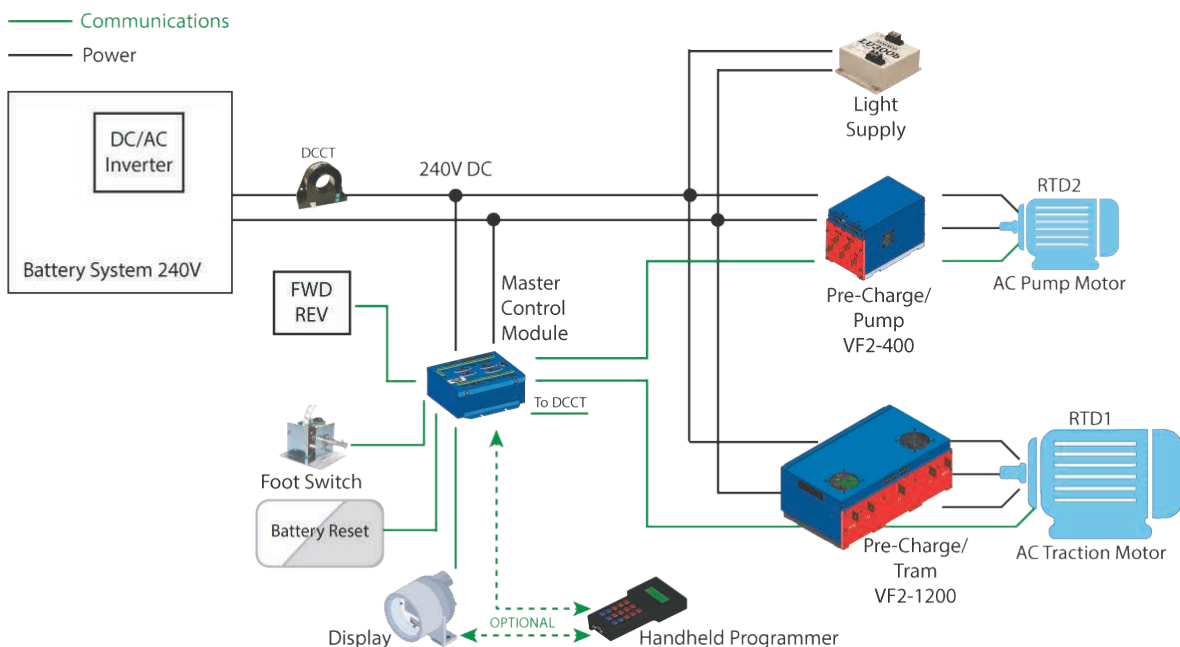 Communications
Power
DC/AC
Inverter
Battery System 240V
DCCT
240V DC
LU3006
Light
Supply
RTD2
AC Pump Motor
Pre-Charge/
Pump
VF2-400
FWD
REV
Master
Control
Module
To DCCT
Foot Switch
Battery Reset
RTD1
AC Traction Motor
Pre-Charge/
Tram
VF2-1200
Display
OPTIONAL
Handheld Programmer